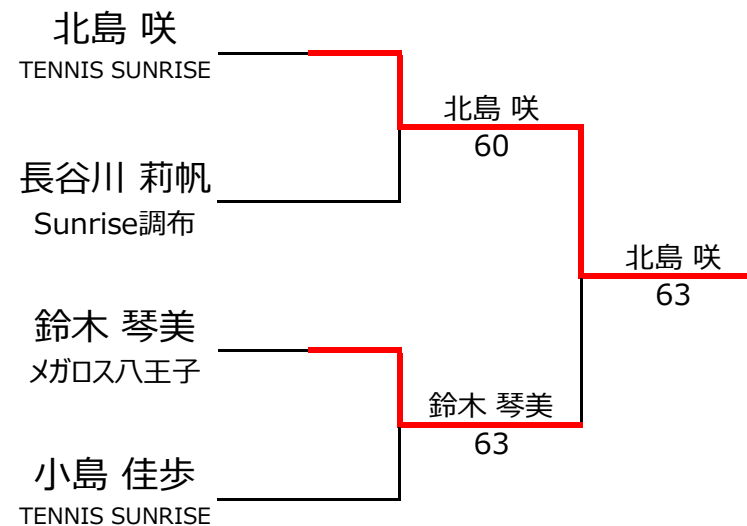 北島 咲
TENNIS SUNRISE
長谷川 莉帆
Sunrise調布
鈴木 琴美
メガロス八王子
小島 佳歩
TENNIS SUNRISE
北島 咲
60
鈴木 琴美
63
北島 咲
63